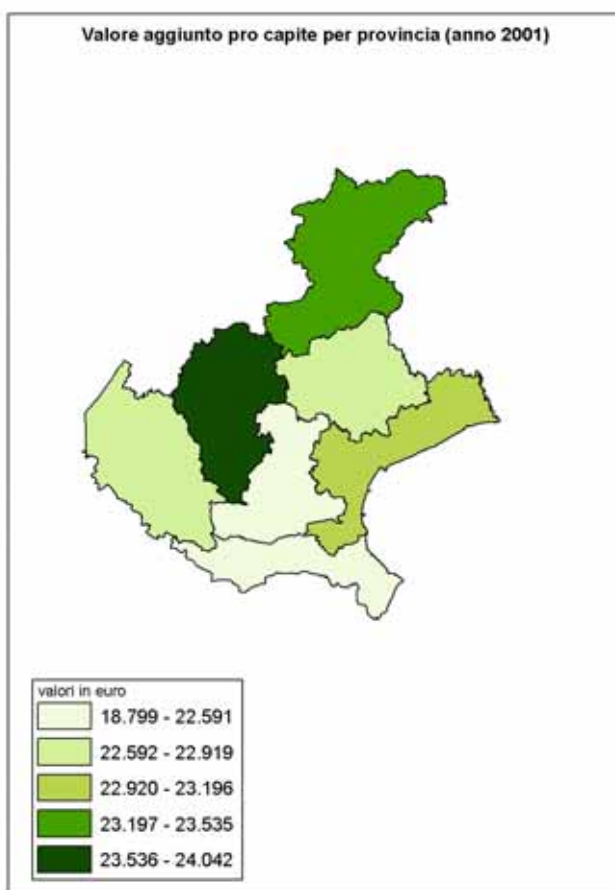 Valore aggiunto pro capite per provincia (anno 2001)
valori in euro
18.799 - 22.591
22.592 - 22.919
22.920 - 23.196
23.197 - 23.535
23.536 - 24.042